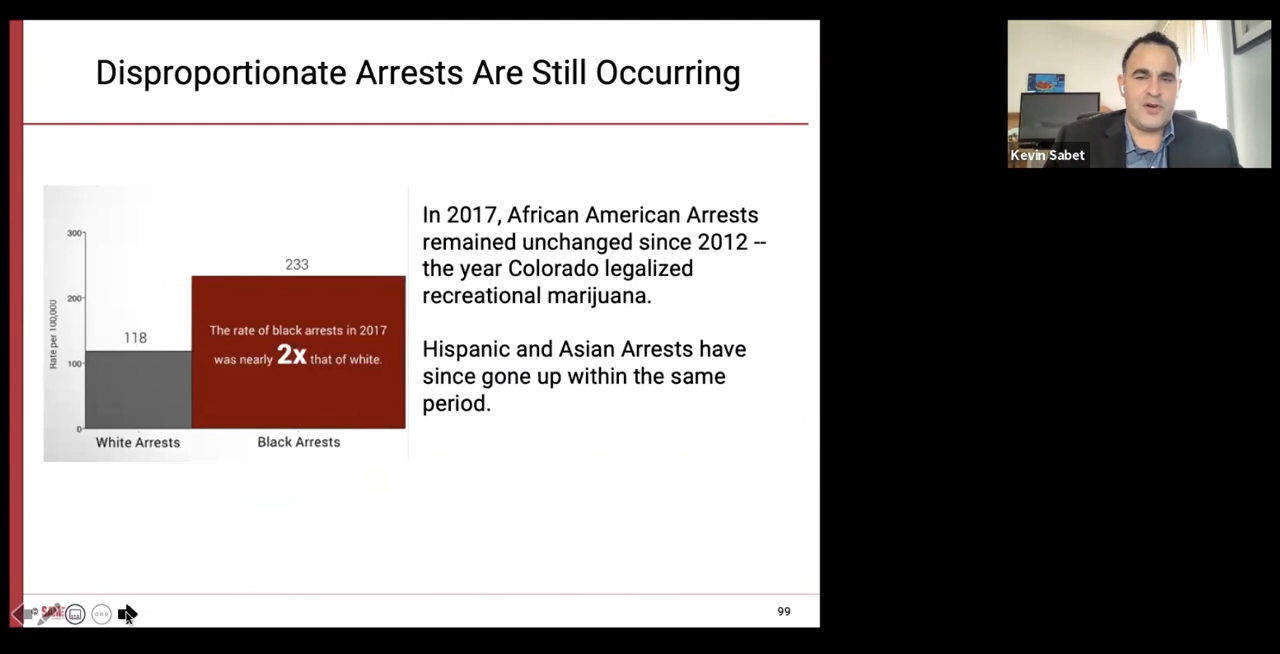 Disproportionate Arrests Are Still Occurring
300
200
100
0
Rate per 100,000
118
233
The rate of black arrests in 2017
was nearly 2x that of white.
White Arrests
Black Arrests
In 2017, African American Arrests
remained unchanged since 2012 --
the year Colorado legalized
recreational marijuana.
Hispanic and Asian Arrests have
since gone up within the same
period.
99
Kevin Sabet